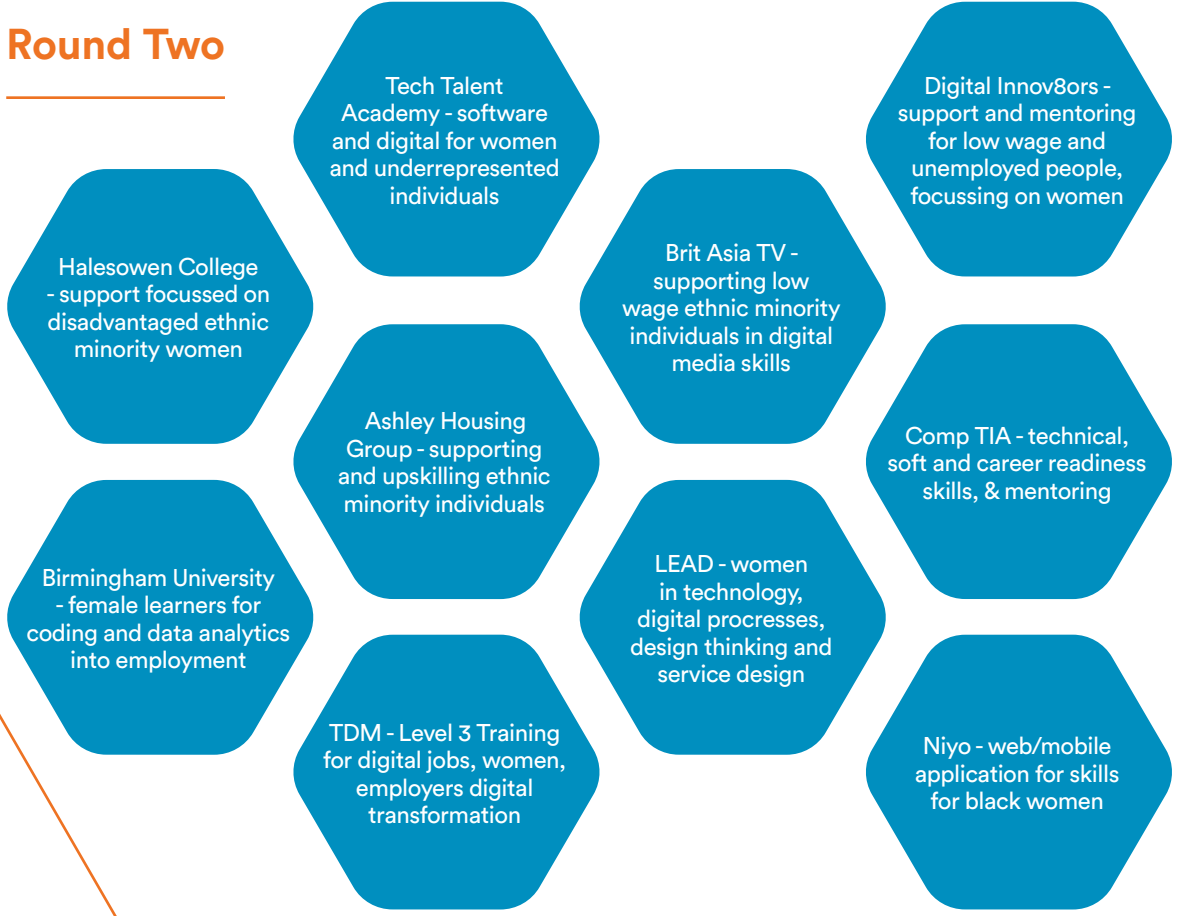 Round Two
Tech Talent
Academy - software
and digital for women
and underrepresented
individuals
Digital Innov8ors -
support and mentoring
for low wage and
unemployed people,
focussing on women
Halesowen College
- support focussed on
disadvantaged ethnic
minority women
Brit Asia TV -
supporting low
wage ethnic minority
individuals in digital
media skills
Ashley Housing
Group - supporting
and upskilling ethnic
minority individuals
Comp TIA - technical,
soft and career readiness
skills, & mentoring
Birmingham University
- female learners for
coding and data analytics
into employment
LEAD - women
in technology,
digital procresses,
design thinking and
service design
TDM - Level 3 Training
for digital jobs, women,
employers digital
transformation
Niyo - web/mobile
application for skills
for black women